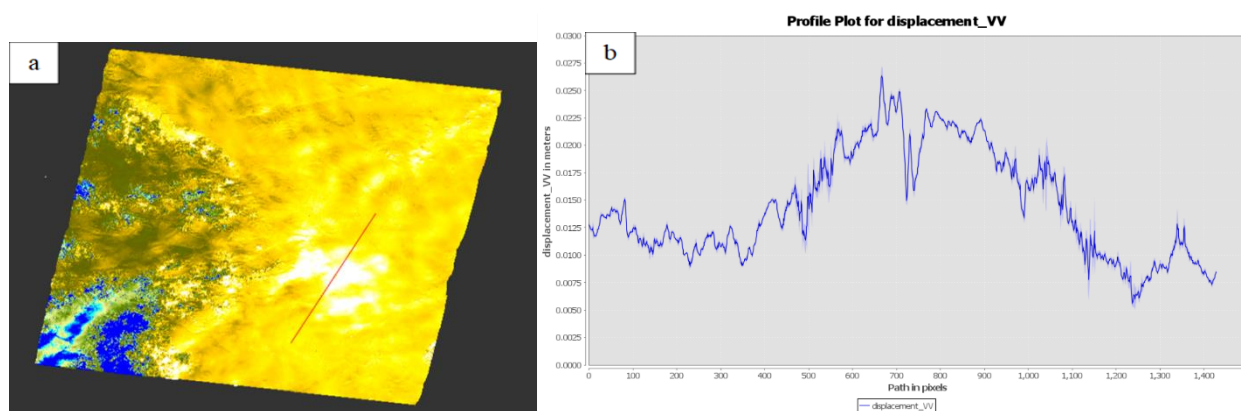 a
b
Profile Plot for displacement_VV
displacement_VV in meters
0.0300
0.0275
0.0250
0.0225
0.0200
0.0175
0.0150
0.0125
0.0100
0.0075
0.0050
0.0025
0.0000
0 100 200 300 400 500 600 700 800 900 1,000 1,100 1,200 1,300 1,400
Path in pixels
displacement_VV